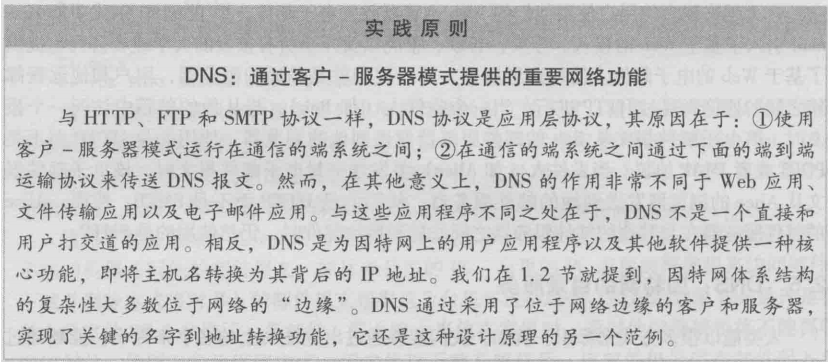 实践原则
DNS：通过客户－服务器模式提供的重要网络功能
与 HTTP、FTP 和 SMTP 协议一样，DNS 协议是应用层协议，其原因在于：①使用
客户－服务器模式运行在通信的端系统之间；②在通信的端系统之间通过下面的端到端
运输协议来传送 DNS 报文。然而，在其他意义上，DNS 的作用非常不同于 Web 应用、
文件传输应用以及电子邮件应用。与这些应用程序不同之处在于，DNS 不是一个直接和
用户打交道的应用。相反，DNS 是为因特网上的用户应用程序以及其他软件提供一种核
心功能，即将主机名转换为其背后的 IP 地址。我们在 1.2 节就提到，因特网体系结构
的复杂性大多数位于网络的“边缘”。DNS 通过采用了位于网络边缘的客户和服务器，
实现了关键的名字到地址转换功能，它还是这种设计原理的另一个范例。